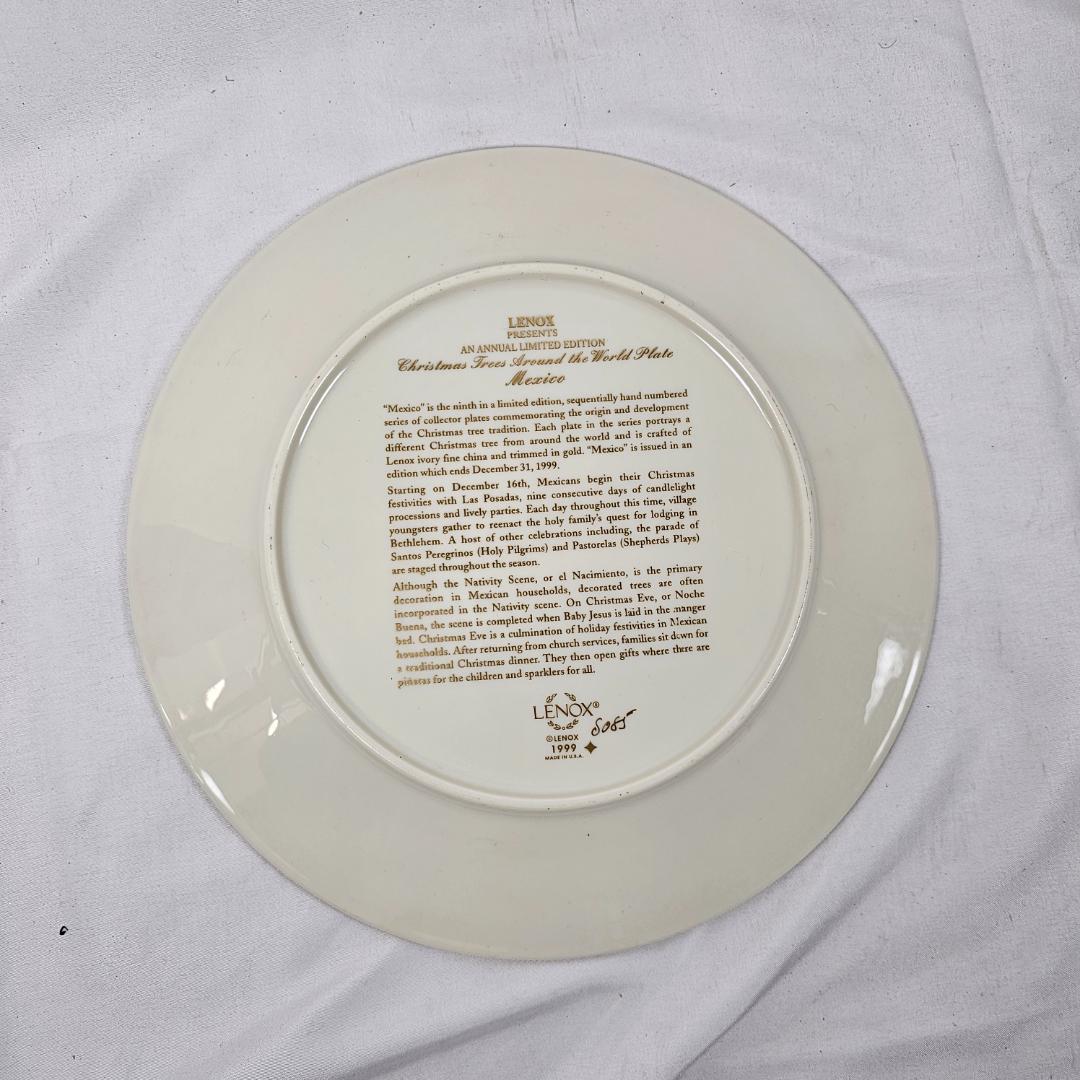 LENOX
PRESENTS
AN ANNUAL LIMITED EDITION
Christmas Trees Around the World Plate
Mexico
"Mexico" is the ninth in a limited edition, sequentially hand numbered
series of collector plates commemorating the origin and development
of the Christmas tree tradition. Each plate in the series portrays a
different Christmas tree from around the world and is crafted of
Lenox ivory fine china and trimmed in gold. "Mexico" is issued in an
edition which ends December 31, 1999.
Starting on December 16th, Mexicans begin their Christmas
festivities with Las Posadas, nine consecutive days of candlelight
processions and lively parties. Each day throughout this time, village
youngsters gather to reenact the holy family's quest for lodging in
Bethlehem. A host of other celebrations including, the parade of
Santos Peregrinos (Holy Pilgrims) and Pastorelas (Shepherds Plays)
are staged throughout the season.
Although the Nativity Scene, or el Nacimiento, is the primary
decoration in Mexican households, decorated trees are often
incorporated in the Nativity scene. On Christmas Eve, or Noche
Buena, the scene is completed when Baby Jesus is laid in the manger
bed. Christmas Eve is a culmination of holiday festivities in Mexican
households. After returning from church services, families sit down for
a traditional Christmas dinner. They then open gifts where there are
piñatas for the children and sparklers for all.
LENOX®
© LENOX
1999
MADE IN U.S.A.